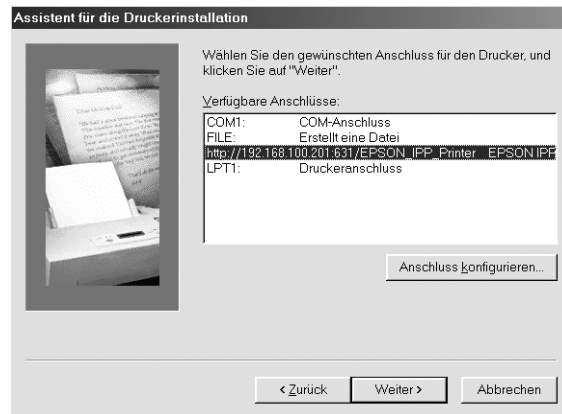 Assistent für die Druckerinstallation
Wählen Sie den gewünschten Anschluss für den Drucker, und
klicken Sie auf "Weiter".
Verfügbare Anschlüsse:
COM1: COM-Anschluss
FILE: Erstellt eine Datei
http://192.168.100.201:631/EPSON_IPP_Printer EPSON IPP
LPT1: Druckeranschluss
Anschluss konfigurieren...
< Zurück Weiter > Abbrechen